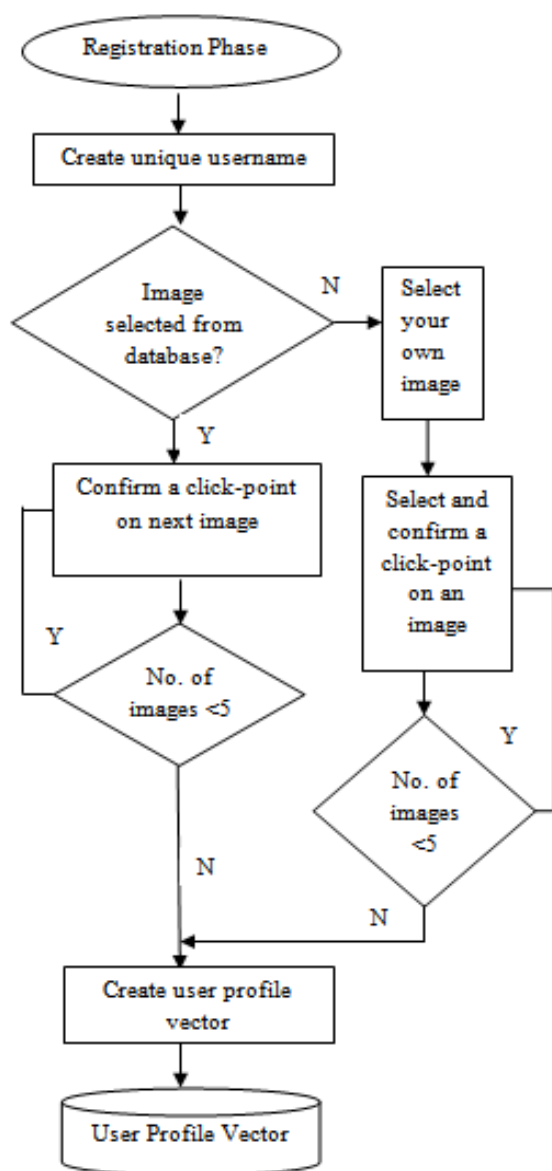 Registration Phase
Create unique username
Image
selected from
database?
N
Select
your
own
image
Y
Confirm a click-point
on next image
Select and
confirm a
click-point
on an
image
Y
No. of
images <5
Y
No. of
images
<5
N
N
Create user profile
vector
User Profile Vector